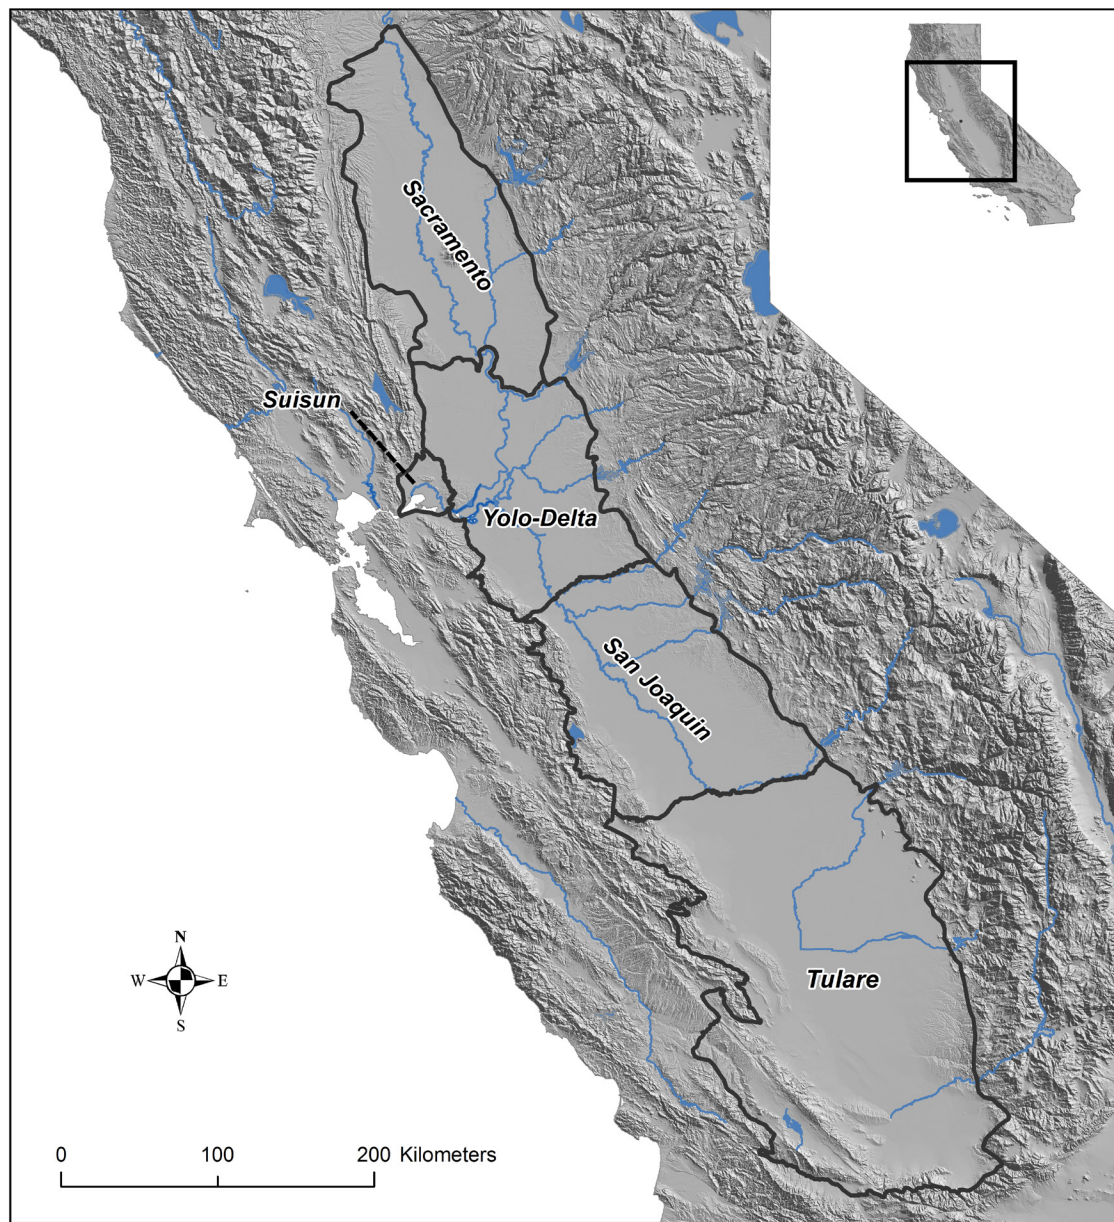 Sacramento
Suisun
Yolo-Delta
San Joaquin
Tulare
N
W E
S
0 100 200 Kilometers